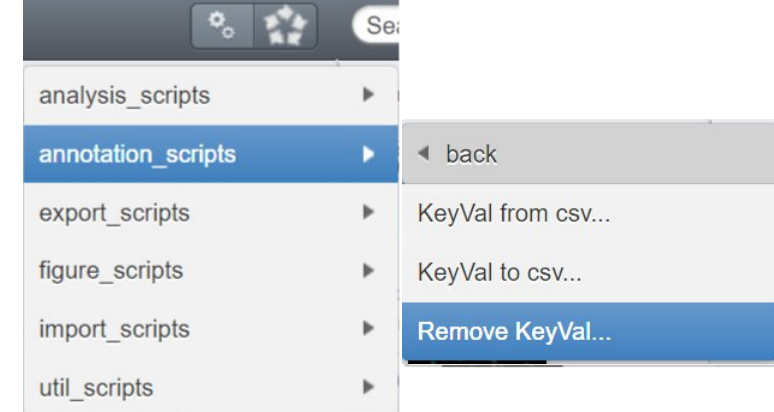 Sea
analysis_scripts
annotation_scripts
export_scripts
figure_scripts
import_scripts
util_scripts
back
KeyVal from csv...
KeyVal to csv...
Remove KeyVal...